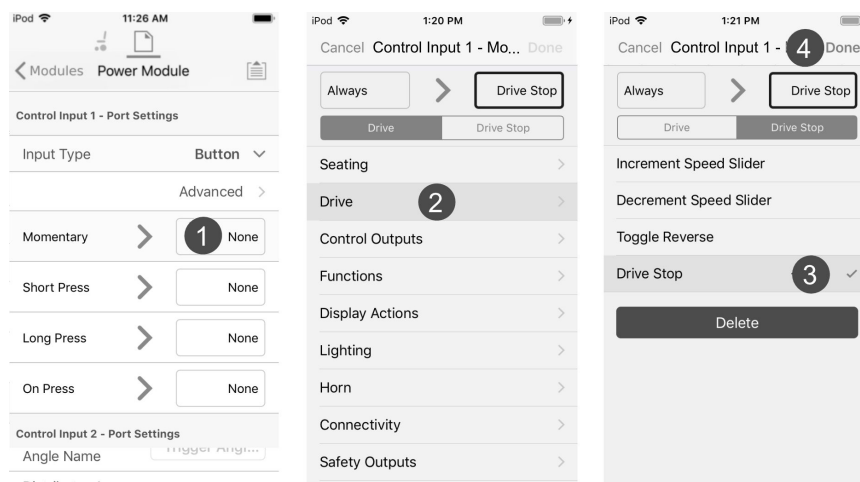 iPod 11:26 AM
Modules Power Module
Control Input 1 - Port Settings
Input Type Button
Advanced
Momentary 1 None
Short Press None
Long Press None
On Press None
Control Input 2 - Port Settings
Angle Name Trigger Angl...
iPod 1:20 PM
Cancel Control Input 1 - Mo... Done
Always Drive Stop
Drive Drive Stop
Seating
Drive 2
Control Outputs
Functions
Display Actions
Lighting
Horn
Connectivity
Safety Outputs
iPod 1:21 PM
Cancel Control Input 1 - 4 Done
Always Drive Stop
Drive Drive Stop
Increment Speed Slider
Decrement Speed Slider
Toggle Reverse
Drive Stop 3
Delete